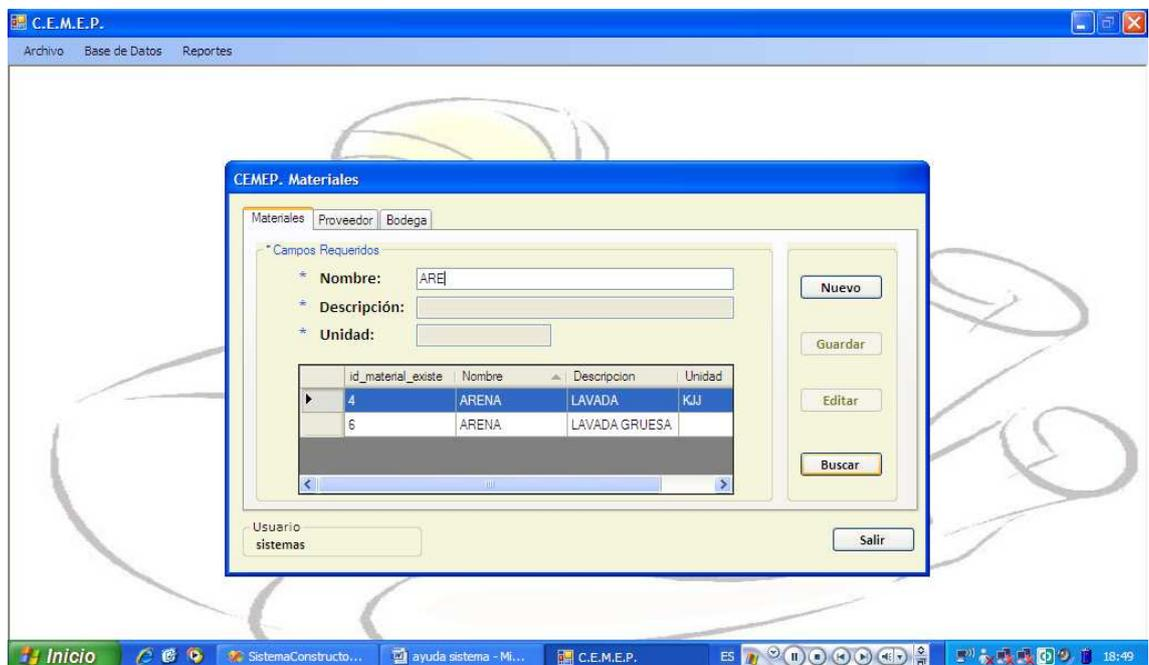 C.E.M.E.P.
Archivo Base de Datos Reportes
CEMEP. Materiales
Materiales Proveedor Bodega
* Campos Requeridos
* Nombre: ARE
* Descripción:
* Unidad:
Nuevo
Guardar
Editar
Buscar
id_material_existe Nombre Descripcion Unidad
4 ARENA LAVADA KJJ
6 ARENA LAVADA GRUESA
Usuario
sistemas
Salir
Inicio SistemaConstructo... ayuda sistema - Mi... C.E.M.E.P. ES 18:49